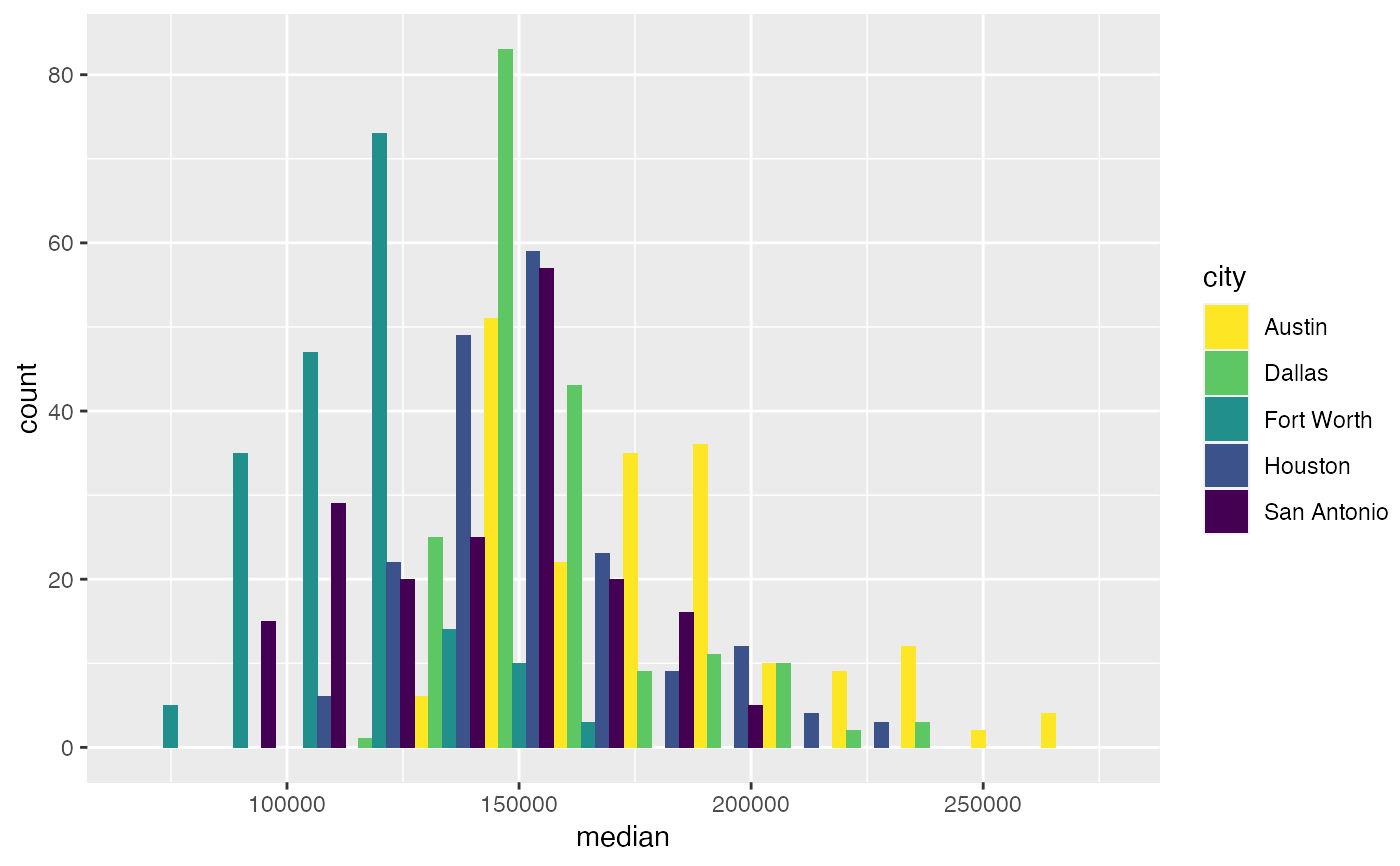 80
60
40
20
0
count
100000 150000 200000 250000
median
city
Austin
Dallas
Fort Worth
Houston
San Antonio